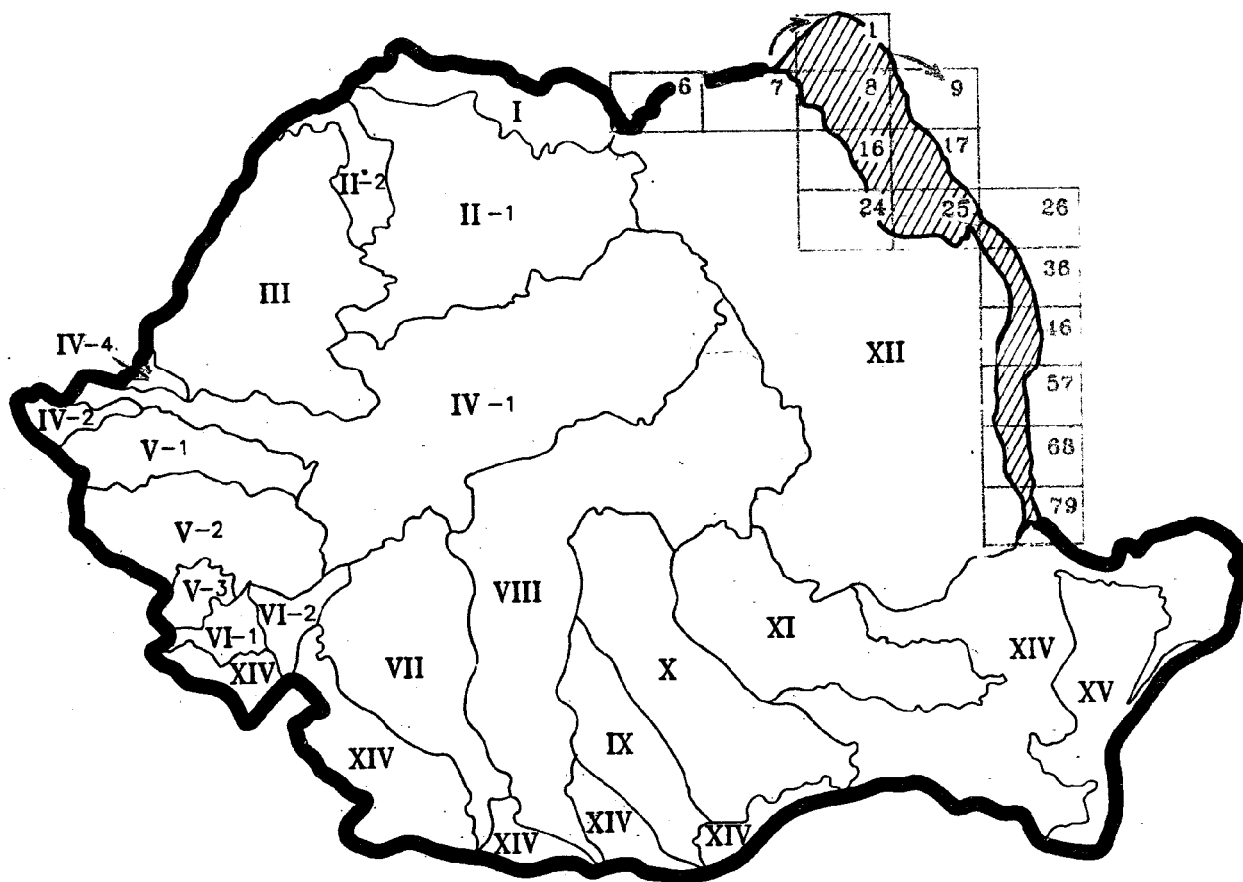 1
6 7 8 9
I
16 17
II-2
II-1
24 25 26
36
III
IV-4.
XII
46
57
IV-2
IV-1
V-1
68
79
V-2
V-3
VI-2
VIII
VI-1
XI
XIV
VII
X
XIV
XV
IX
XIV
XIV
XIV
XIV